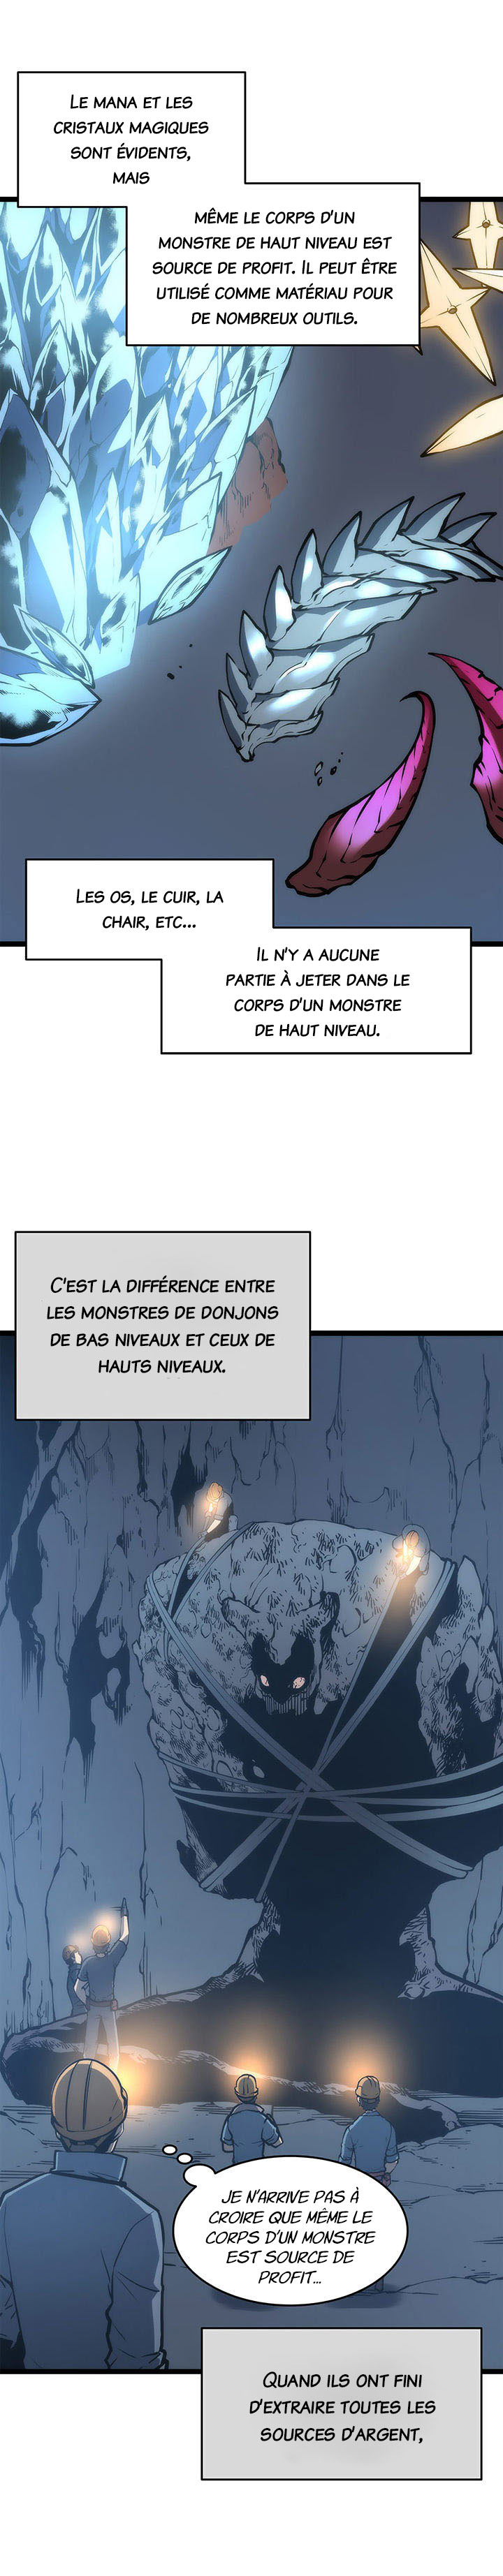 Le mana et les
cristaux magiques
sont évidents,
mais
même le corps d'un
monstre de haut niveau est
source de profit. Il peut être
utilisé comme matériau pour
de nombreux outils.
Les os, le cuir, la
chair, etc...
Il n'y a aucune
partie à jeter dans le
corps d'un monstre
de haut niveau.
C'est la différence entre
les monstres de donjons
de bas niveaux et ceux de
hauts niveaux.
JE N'ARRIVE PAS À
CROIRE QUE MÊME LE
CORPS D'UN MONSTRE
EST SOURCE DE
PROFIT...
Quand ils ont fini
d'extraire toutes les
sources d'argent,